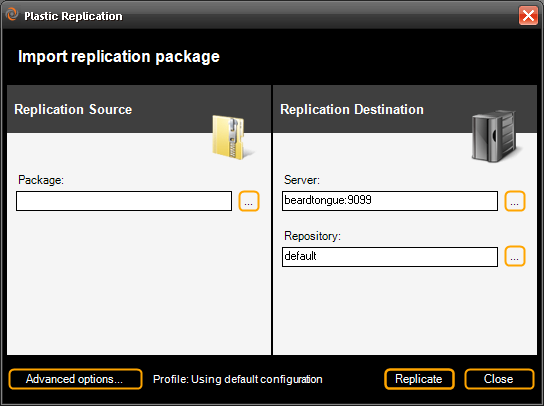 Plastic Replication
Import replication package
Replication Source
Package:
...
Replication Destination
Server:
beardtongue:9099
...
Repository:
default
...
Advanced options...
Profile: Using default configuration
Replicate
Close